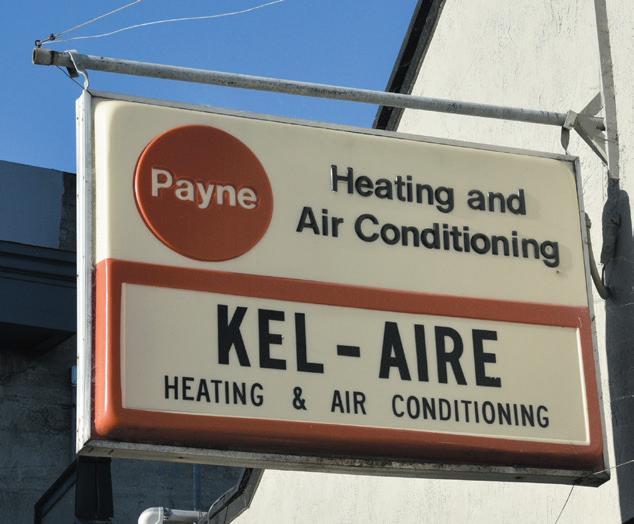 Payne
Heating and
Air Conditioning
KEL-AIRE
HEATING & AIR CONDITIONING